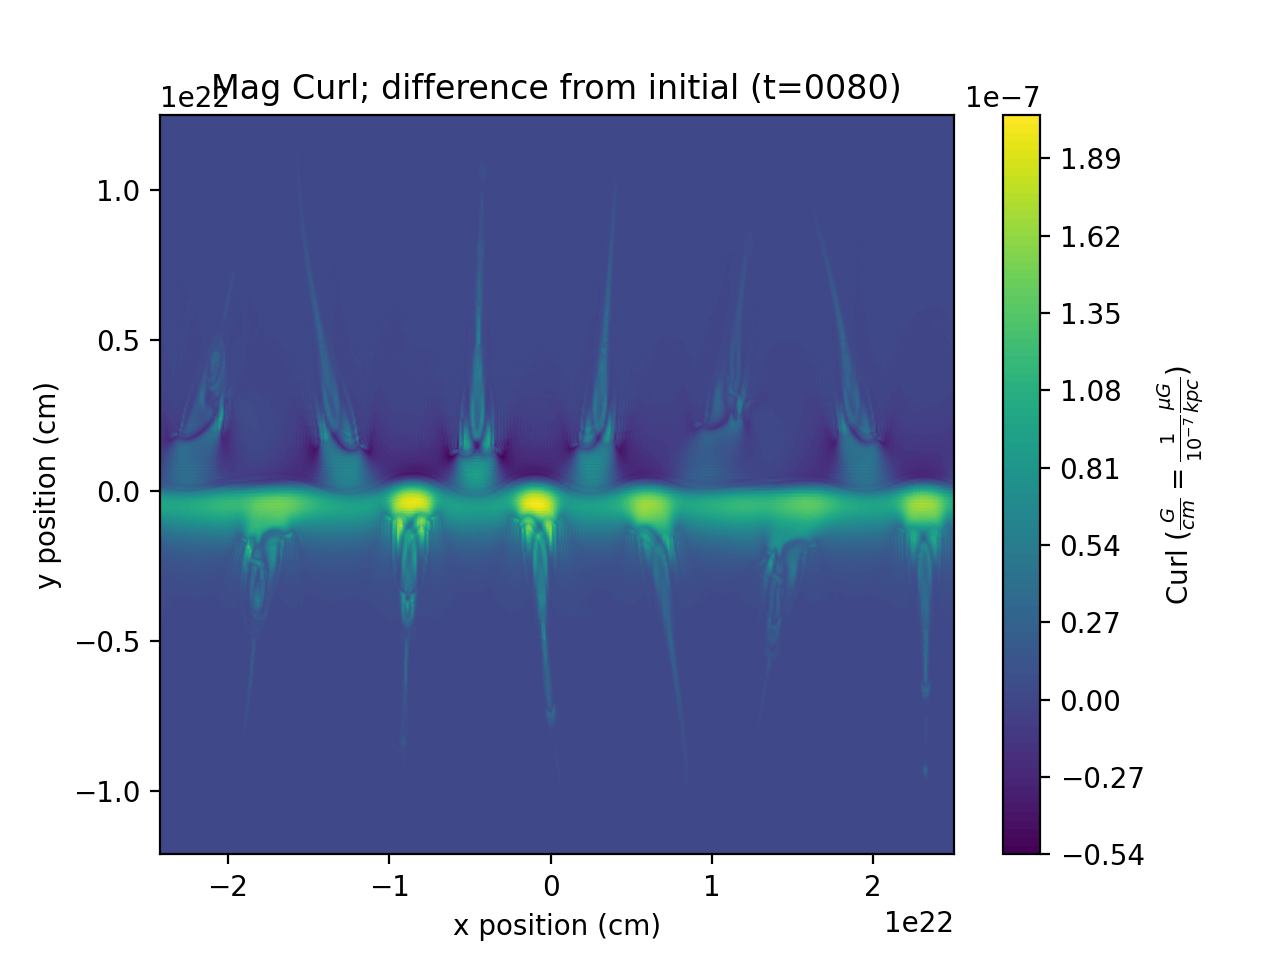 Mag Curl; difference from initial (t=0080)
1e22
1e−7
1.0
0.5
0.0
−0.5
−1.0
y position (cm)
−2
−1
0
1
2
1e22
x position (cm)
1.89
1.62
1.35
1.08
0.81
0.54
0.27
0.00
−0.27
−0.54
Curl (G/cm = 1/10⁻⁷ μG/kpc)